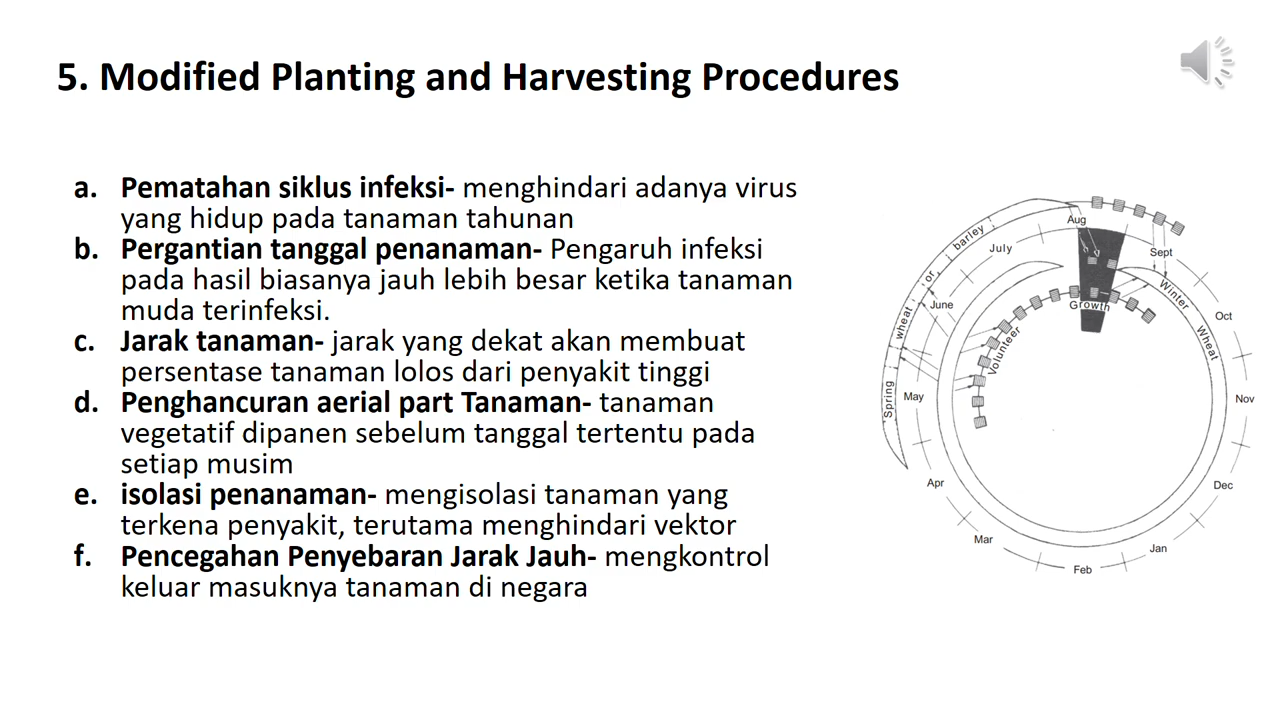 5. Modified Planting and Harvesting Procedures
a. Pematahan siklus infeksi- menghindari adanya virus
yang hidup pada tanaman tahunan
b. Pergantian tanggal penanaman- Pengaruh infeksi
pada hasil biasanya jauh lebih besar ketika tanaman
muda terinfeksi.
c. Jarak tanaman- jarak yang dekat akan membuat
persentase tanaman lolos dari penyakit tinggi
d. Penghancuran aerial part Tanaman- tanaman
vegetatif dipanen sebelum tanggal tertentu pada
setiap musim
e. isolasi penanaman- mengisolasi tanaman yang
terkena penyakit, terutama menghindari vektor
f. Pencegahan Penyebaran Jarak Jauh- mengkontrol
keluar masuknya tanaman di negara
Spring wheat or barley
Volunteer Growth
Winter Wheat
Aug
Sept
Oct
Nov
Dec
Jan
Feb
Mar
Apr
May
June
July